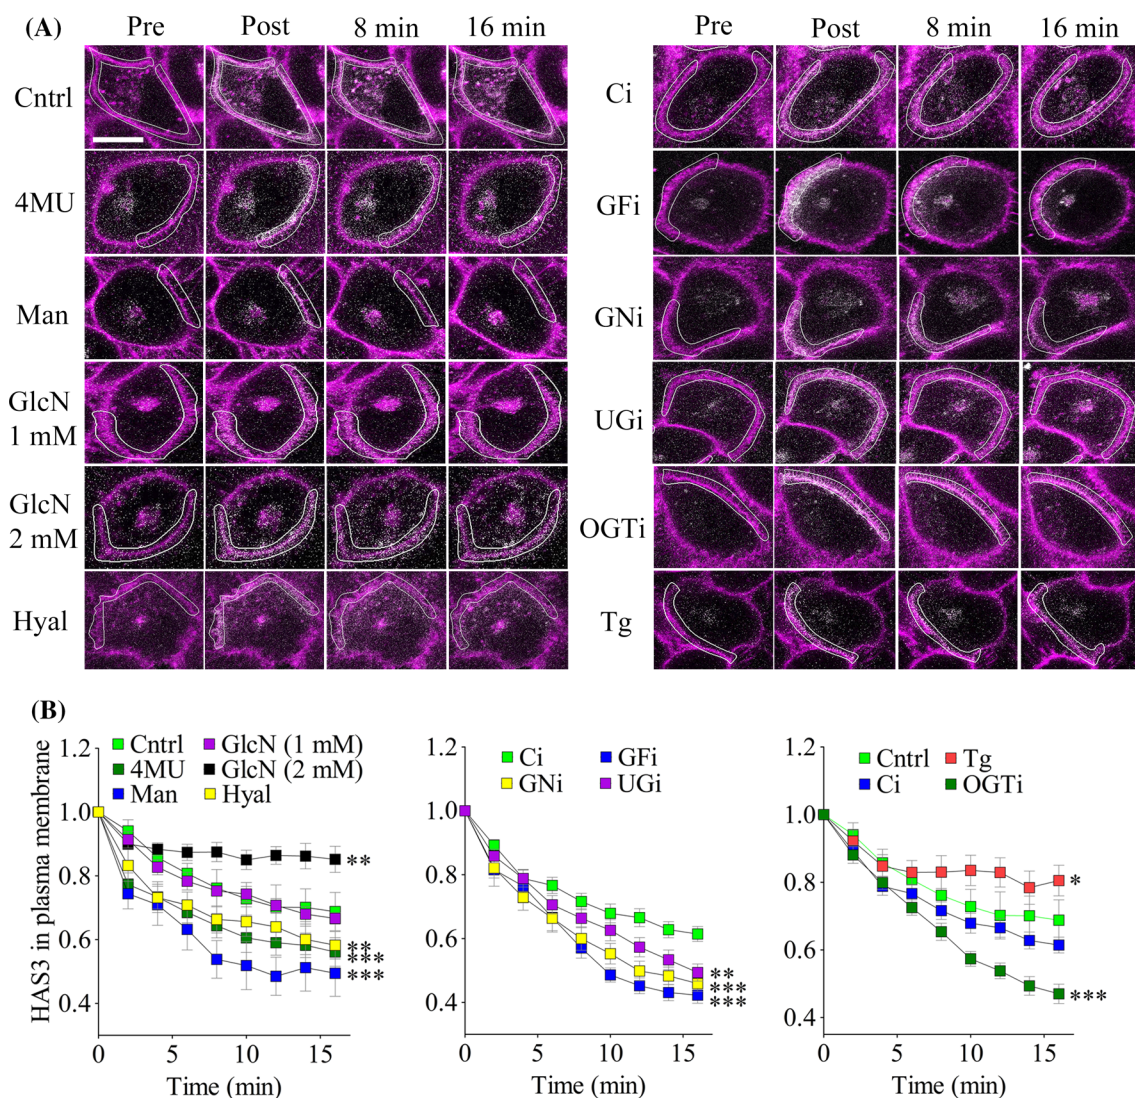 (A)
Pre Post 8 min 16 min
Cntrl
4MU
Man
GlcN
1 mM
GlcN
2 mM
Hyal
Pre Post 8 min 16 min
Ci
GFi
GNi
UGi
OGTi
Tg
(B)
HAS3 in plasma membrane
Cntrl GlcN (1 mM)
4MU GlcN (2 mM)
Man Hyal
1.2
1.0
0.8
0.6
0.4
**
**
***
***
0 5 10 15
Time (min)
Ci GFi
GNi UGi
1.2
1.0
0.8
0.6
0.4
**
***
***
0 5 10 15
Time (min)
Cntrl Tg
Ci OGTi
1.2
1.0
0.8
0.6
0.4
*
***
0 5 10 15
Time (min)